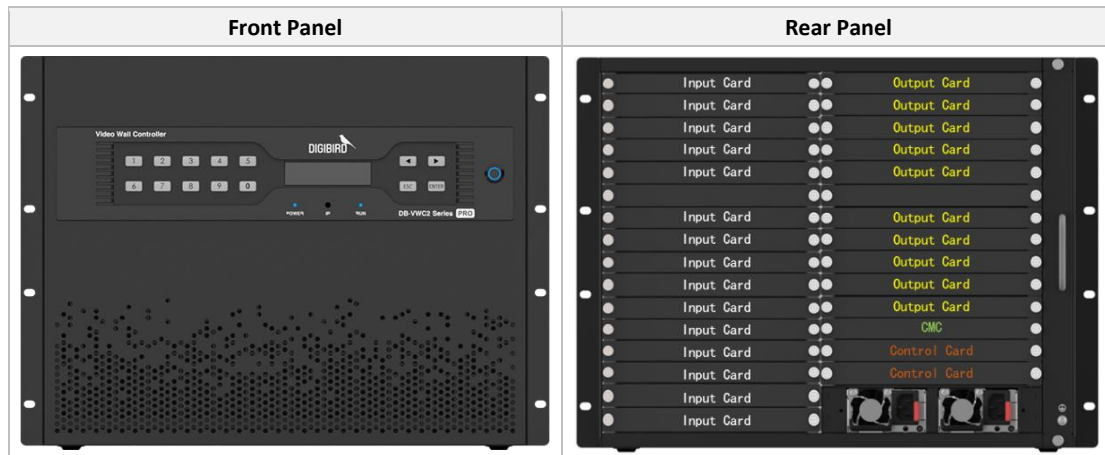 Front Panel
Rear Panel
Video Wall Controller
DIGIBIRD
1 2 3 4 5
6 7 8 9 0
ESC ENTER
POWER IP RUN
DB-VWC2 Series PRO
Input Card Output Card
Input Card Output Card
Input Card Output Card
Input Card Output Card
Input Card Output Card
Input Card Output Card
Input Card Output Card
Input Card Output Card
Input Card Output Card
Input Card Output Card
Input Card CMC
Input Card Control Card
Input Card Control Card
Input Card
Input Card